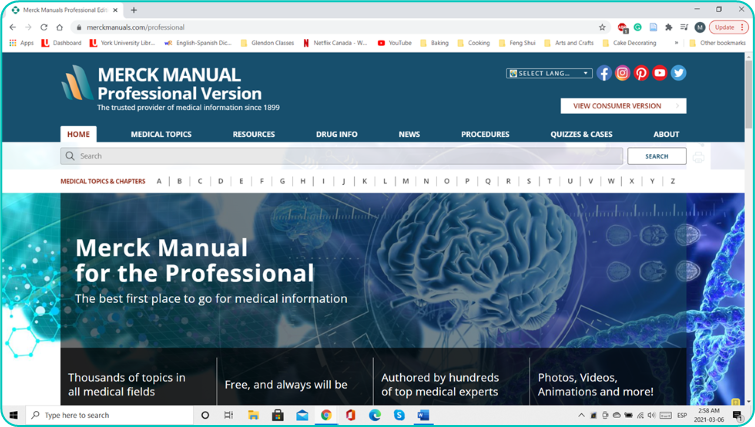 Merck Manuals Professional Edit
merckmanuals.com/professional
M
Update
Apps
Dashboard
York University Libr...
English-Spanish Dic...
Glendon Classes
Netflix Canada - W...
YouTube
Baking
Cooking
Feng Shui
Arts and Crafts
Cake Decorating
»
Other bookmarks
MERCK MANUAL
Professional Version
The trusted provider of medical information since 1899
SELECT LANG...
VIEW CONSUMER VERSION
HOME
MEDICAL TOPICS
RESOURCES
DRUG INFO
NEWS
PROCEDURES
QUIZZES & CASES
ABOUT
Search
SEARCH
MEDICAL TOPICS & CHAPTERS A B C D E F G H I J K L M N O P Q R S T U V W X Y Z
Merck Manual
for the Professional
The best first place to go for medical information
Thousands of topics in
all medical fields
Free, and always will be
Authored by hundreds
of top medical experts
Photos, Videos,
Animations and more!
Type here to search
ESP
2:58 AM
2021-03-06